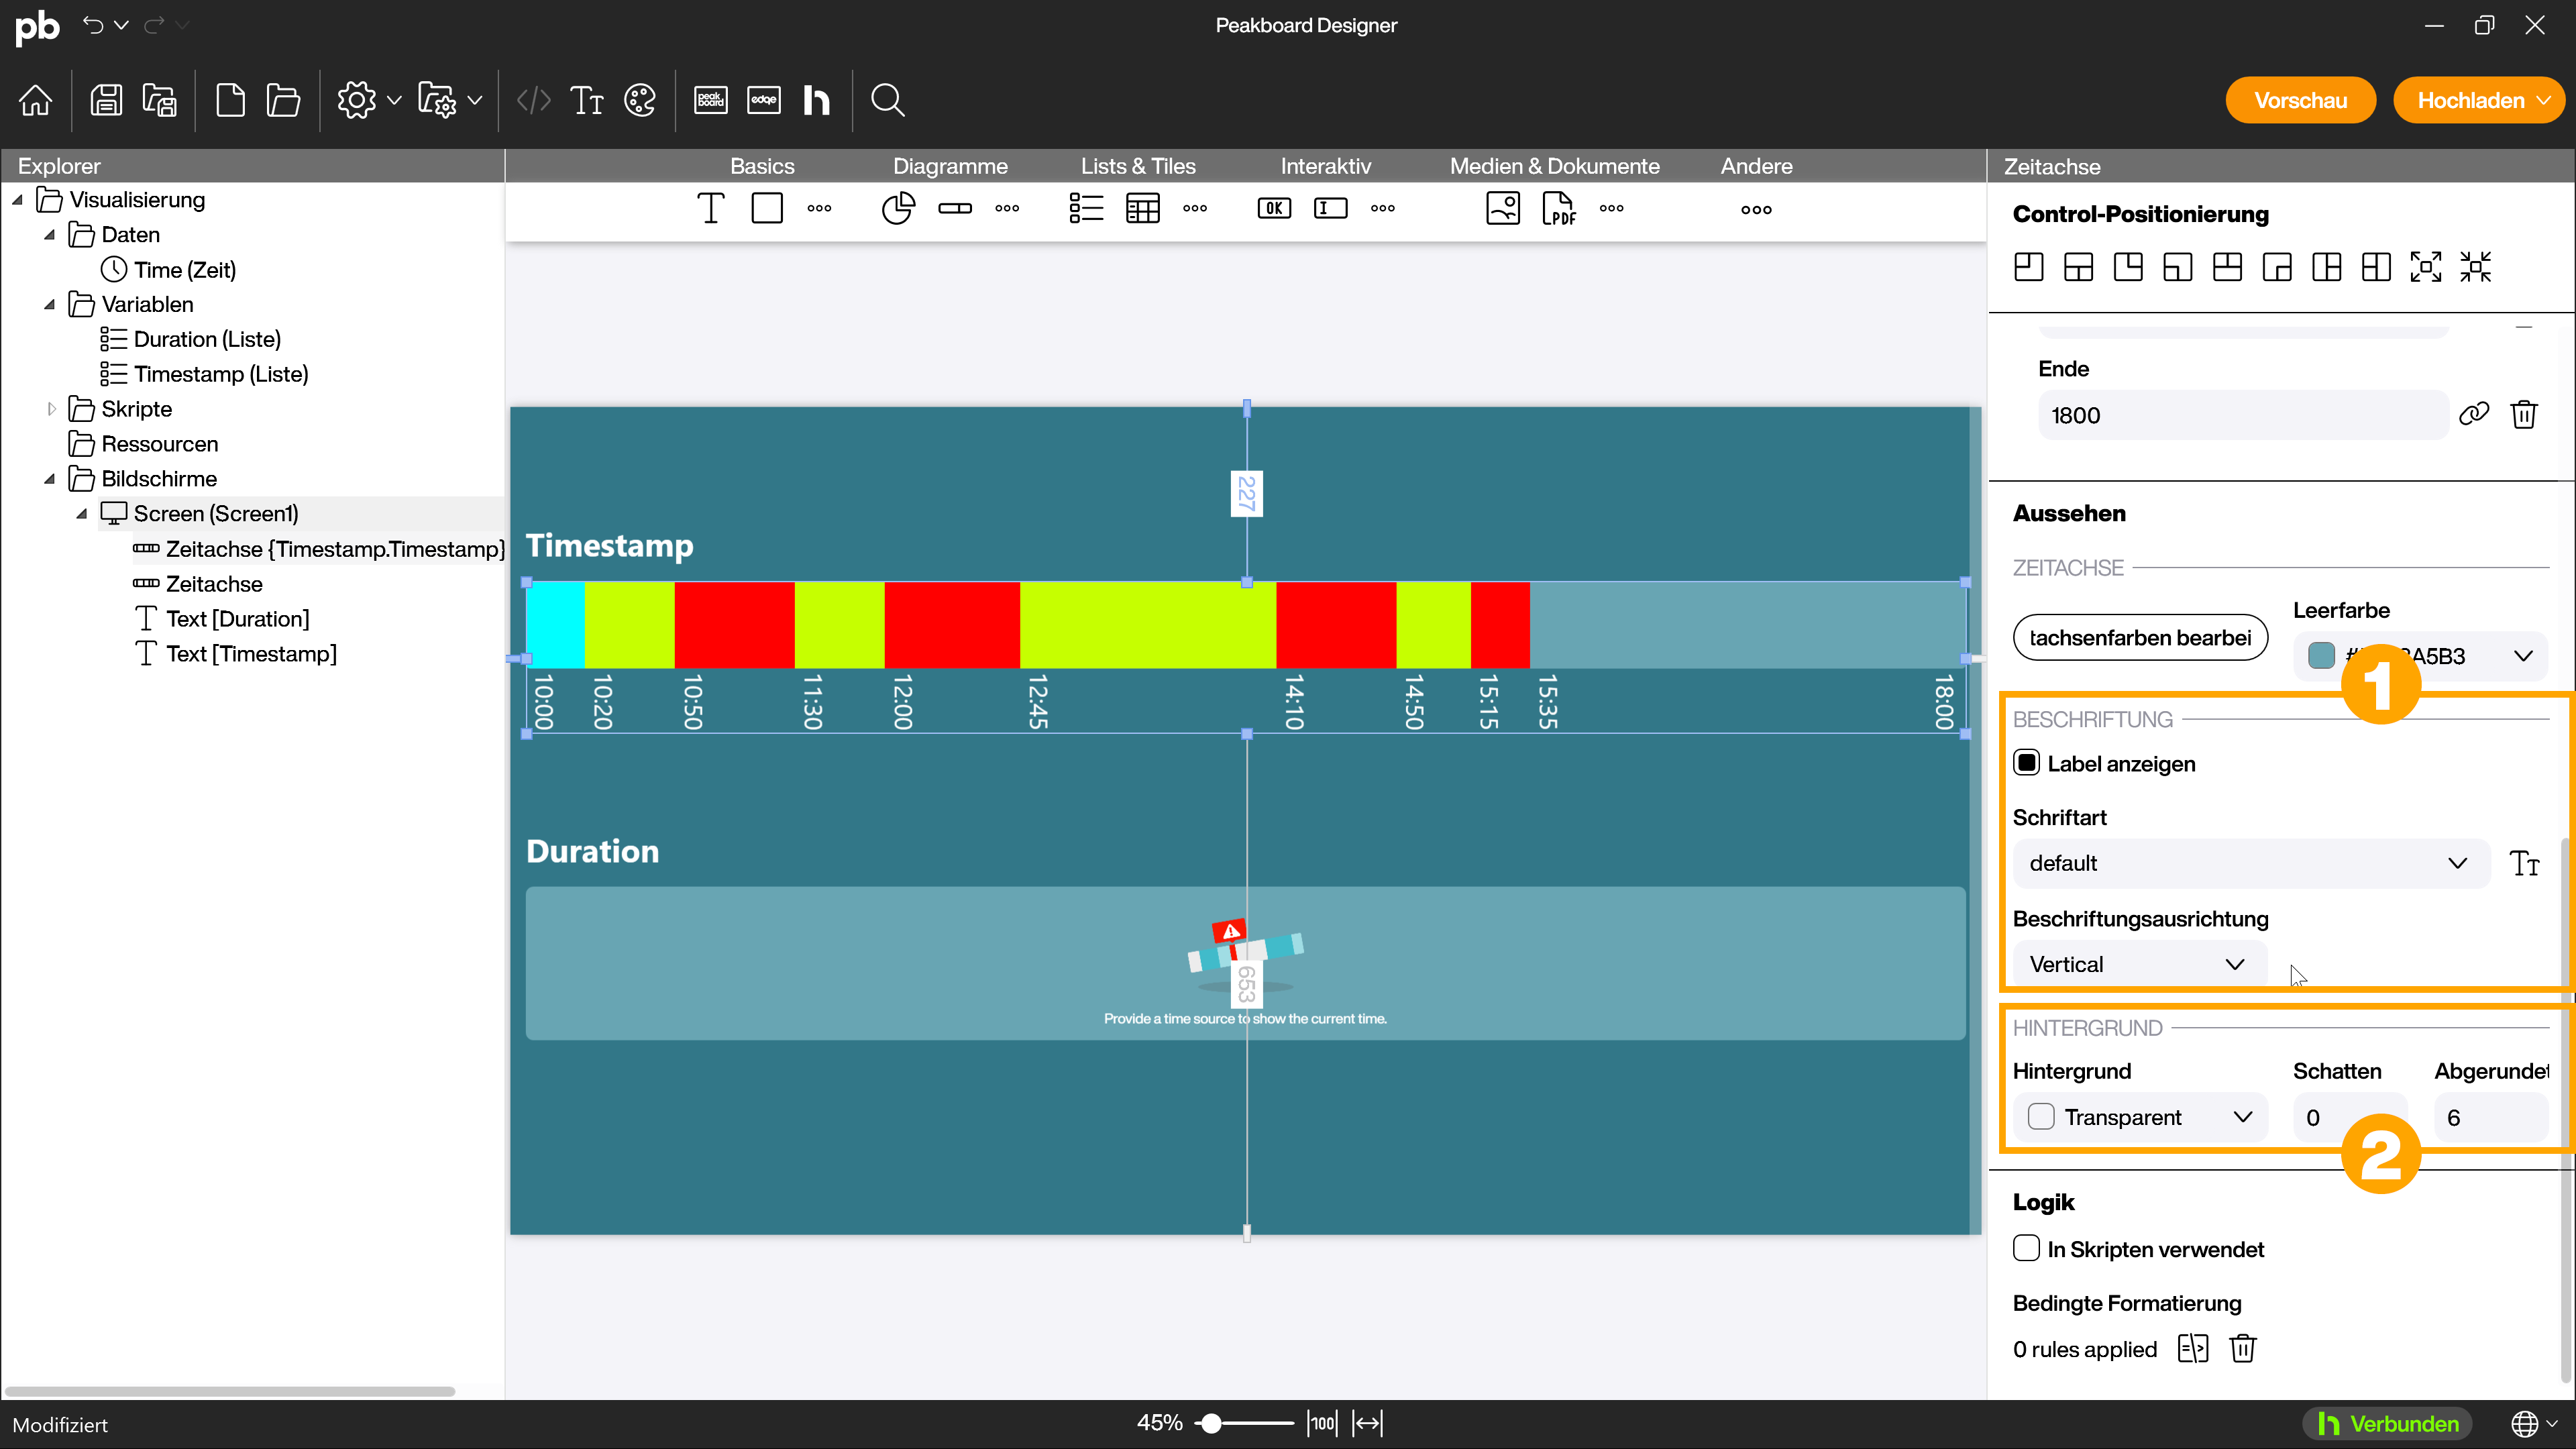 pb
Peakboard Designer
peak board
edge
h
Vorschau
Hochladen
Explorer
Basics
Diagramme
Lists & Tiles
Interaktiv
Medien & Dokumente
Andere
Zeitachse
OK
PDF
Visualisierung
Daten
Time (Zeit)
Variablen
Duration (Liste)
Timestamp (Liste)
Skripte
Ressourcen
Bildschirme
Screen (Screen1)
Zeitachse {Timestamp.Timestamp}
Zeitachse
Text [Duration]
Text [Timestamp]
227
Timestamp
10:00
10:20
10:50
11:30
12:00
12:45
14:10
14:50
15:15
15:35
18:00
Duration
653
Provide a time source to show the current time.
Control-Positionierung
Ende
1800
Aussehen
ZEITACHSE
tachsenfarben bearbei
Leerfarbe
A5B3
1
BESCHRIFTUNG
Label anzeigen
Schriftart
default
Beschriftungsausrichtung
Vertical
HINTERGRUND
Hintergrund
Schatten
Abgerundet
Transparent
0
6
2
Logik
In Skripten verwendet
Bedingte Formatierung
0 rules applied
Modifiziert
45%
100
h Verbunden